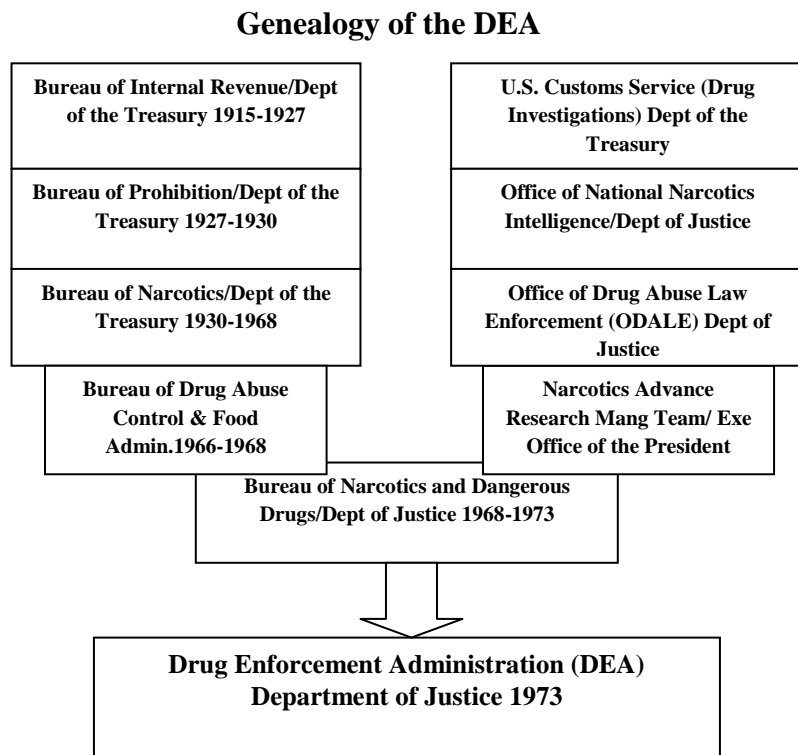 Genealogy of the DEA
Bureau of Internal Revenue/Dept
of the Treasury 1915-1927
Bureau of Prohibition/Dept of the
Treasury 1927-1930
Bureau of Narcotics/Dept of the
Treasury 1930-1968
Bureau of Drug Abuse
Control & Food
Admin.1966-1968
U.S. Customs Service (Drug
Investigations) Dept of the
Treasury
Office of National Narcotics
Intelligence/Dept of Justice
Office of Drug Abuse Law
Enforcement (ODALE) Dept of
Justice
Narcotics Advance
Research Mang Team/ Exe
Office of the President
Bureau of Narcotics and Dangerous
Drugs/Dept of Justice 1968-1973
Drug Enforcement Administration (DEA)
Department of Justice 1973